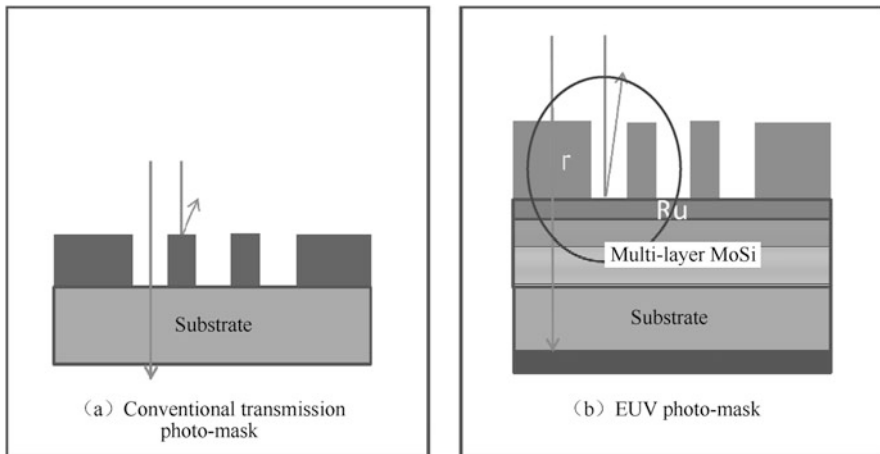 Substrate
（a）Conventional transmission
photo-mask
r
Ru
Multi-layer MoSi
Substrate
（b）EUV photo-mask